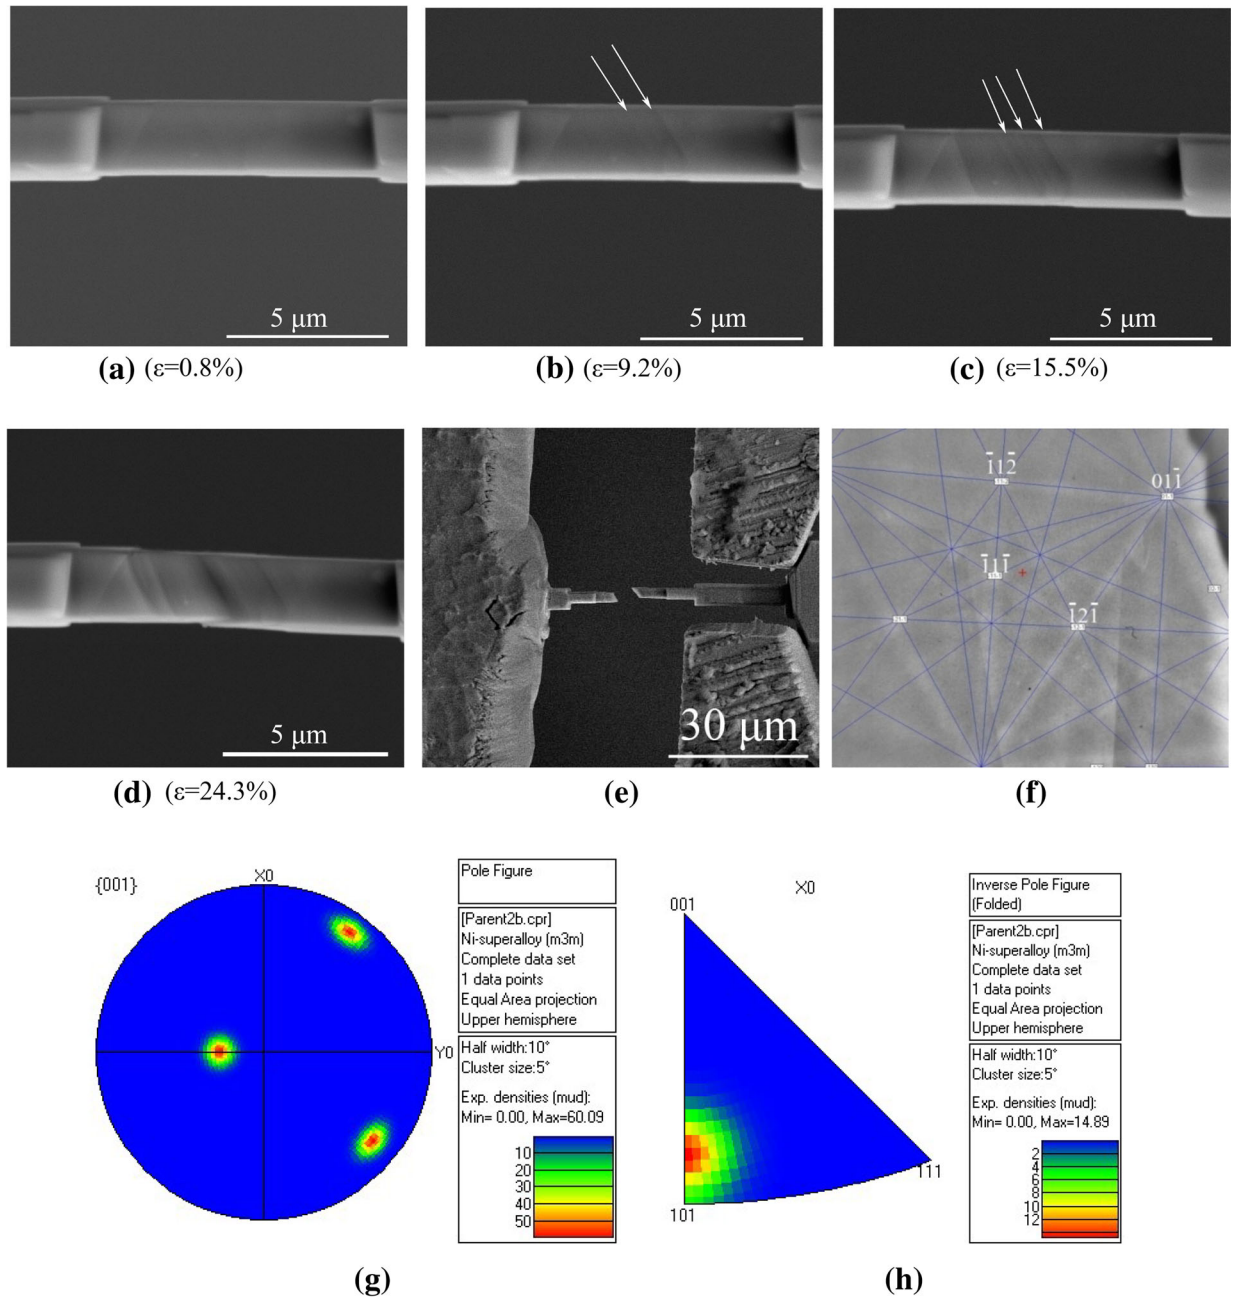 5 μm
5 μm
5 μm
(a) (ε=0.8%)
(b) (ε=9.2%)
(c) (ε=15.5%)
5 μm
30 μm
1̄12̄
011̄
1̄11̄
1̄21̄
(d) (ε=24.3%)
(e)
(f)
{001}
X0
Y0
Pole Figure
[Parent2b.cpr]
Ni-superalloy (m3m)
Complete data set
1 data points
Equal Area projection
Upper hemisphere
Half width:10°
Cluster size:5°
Exp. densities (mud):
Min= 0.00, Max=60.09
10
20
30
40
50
X0
001
111
101
Inverse Pole Figure
(Folded)
[Parent2b.cpr]
Ni-superalloy (m3m)
Complete data set
1 data points
Equal Area projection
Upper hemisphere
Half width:10°
Cluster size:5°
Exp. densities (mud):
Min= 0.00, Max=14.89
2
4
6
8
10
12
(g)
(h)